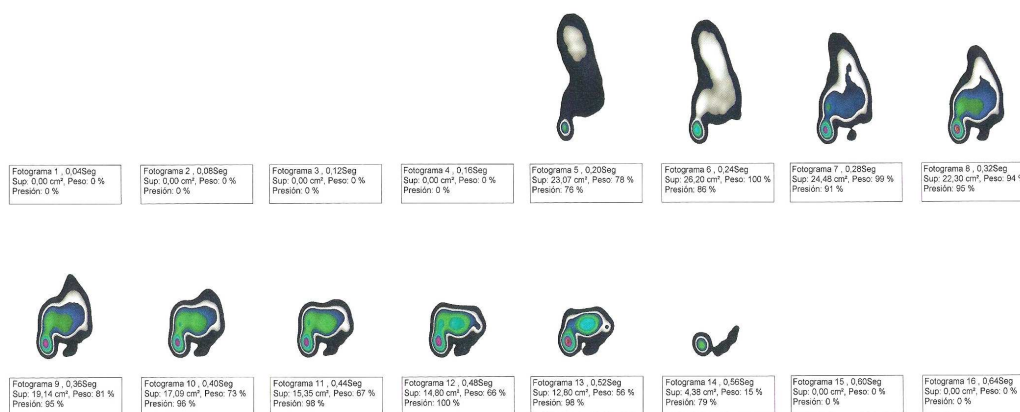 Fotograma 1 , 0,04Seg
Sup: 0,00 cm², Peso: 0 %
Presión: 0 %
Fotograma 2 , 0,08Seg
Sup: 0,00 cm², Peso: 0 %
Presión: 0 %
Fotograma 3 , 0,12Seg
Sup: 0,00 cm², Peso: 0 %
Presión: 0 %
Fotograma 4 , 0,16Seg
Sup: 0,00 cm², Peso: 0 %
Presión: 0 %
Fotograma 5 , 0,20Seg
Sup: 23,07 cm², Peso: 78 %
Presión: 76 %
Fotograma 6 , 0,24Seg
Sup: 26,20 cm², Peso: 100 %
Presión: 86 %
Fotograma 7 , 0,28Seg
Sup: 24,48 cm², Peso: 99 %
Presión: 91 %
Fotograma 8 , 0,32Seg
Sup: 22,30 cm², Peso: 94 %
Presión: 95 %
Fotograma 9 , 0,36Seg
Sup: 19,14 cm², Peso: 81 %
Presión: 95 %
Fotograma 10 , 0,40Seg
Sup: 17,09 cm², Peso: 73 %
Presión: 96 %
Fotograma 11 , 0,44Seg
Sup: 15,35 cm², Peso: 67 %
Presión: 98 %
Fotograma 12 , 0,48Seg
Sup: 14,80 cm², Peso: 66 %
Presión: 100 %
Fotograma 13 , 0,52Seg
Sup: 12,80 cm², Peso: 56 %
Presión: 98 %
Fotograma 14 , 0,56Seg
Sup: 4,38 cm², Peso: 15 %
Presión: 79 %
Fotograma 15 , 0,60Seg
Sup: 0,00 cm², Peso: 0 %
Presión: 0 %
Fotograma 16 , 0,64Seg
Sup: 0,00 cm², Peso: 0 %
Presión: 0 %